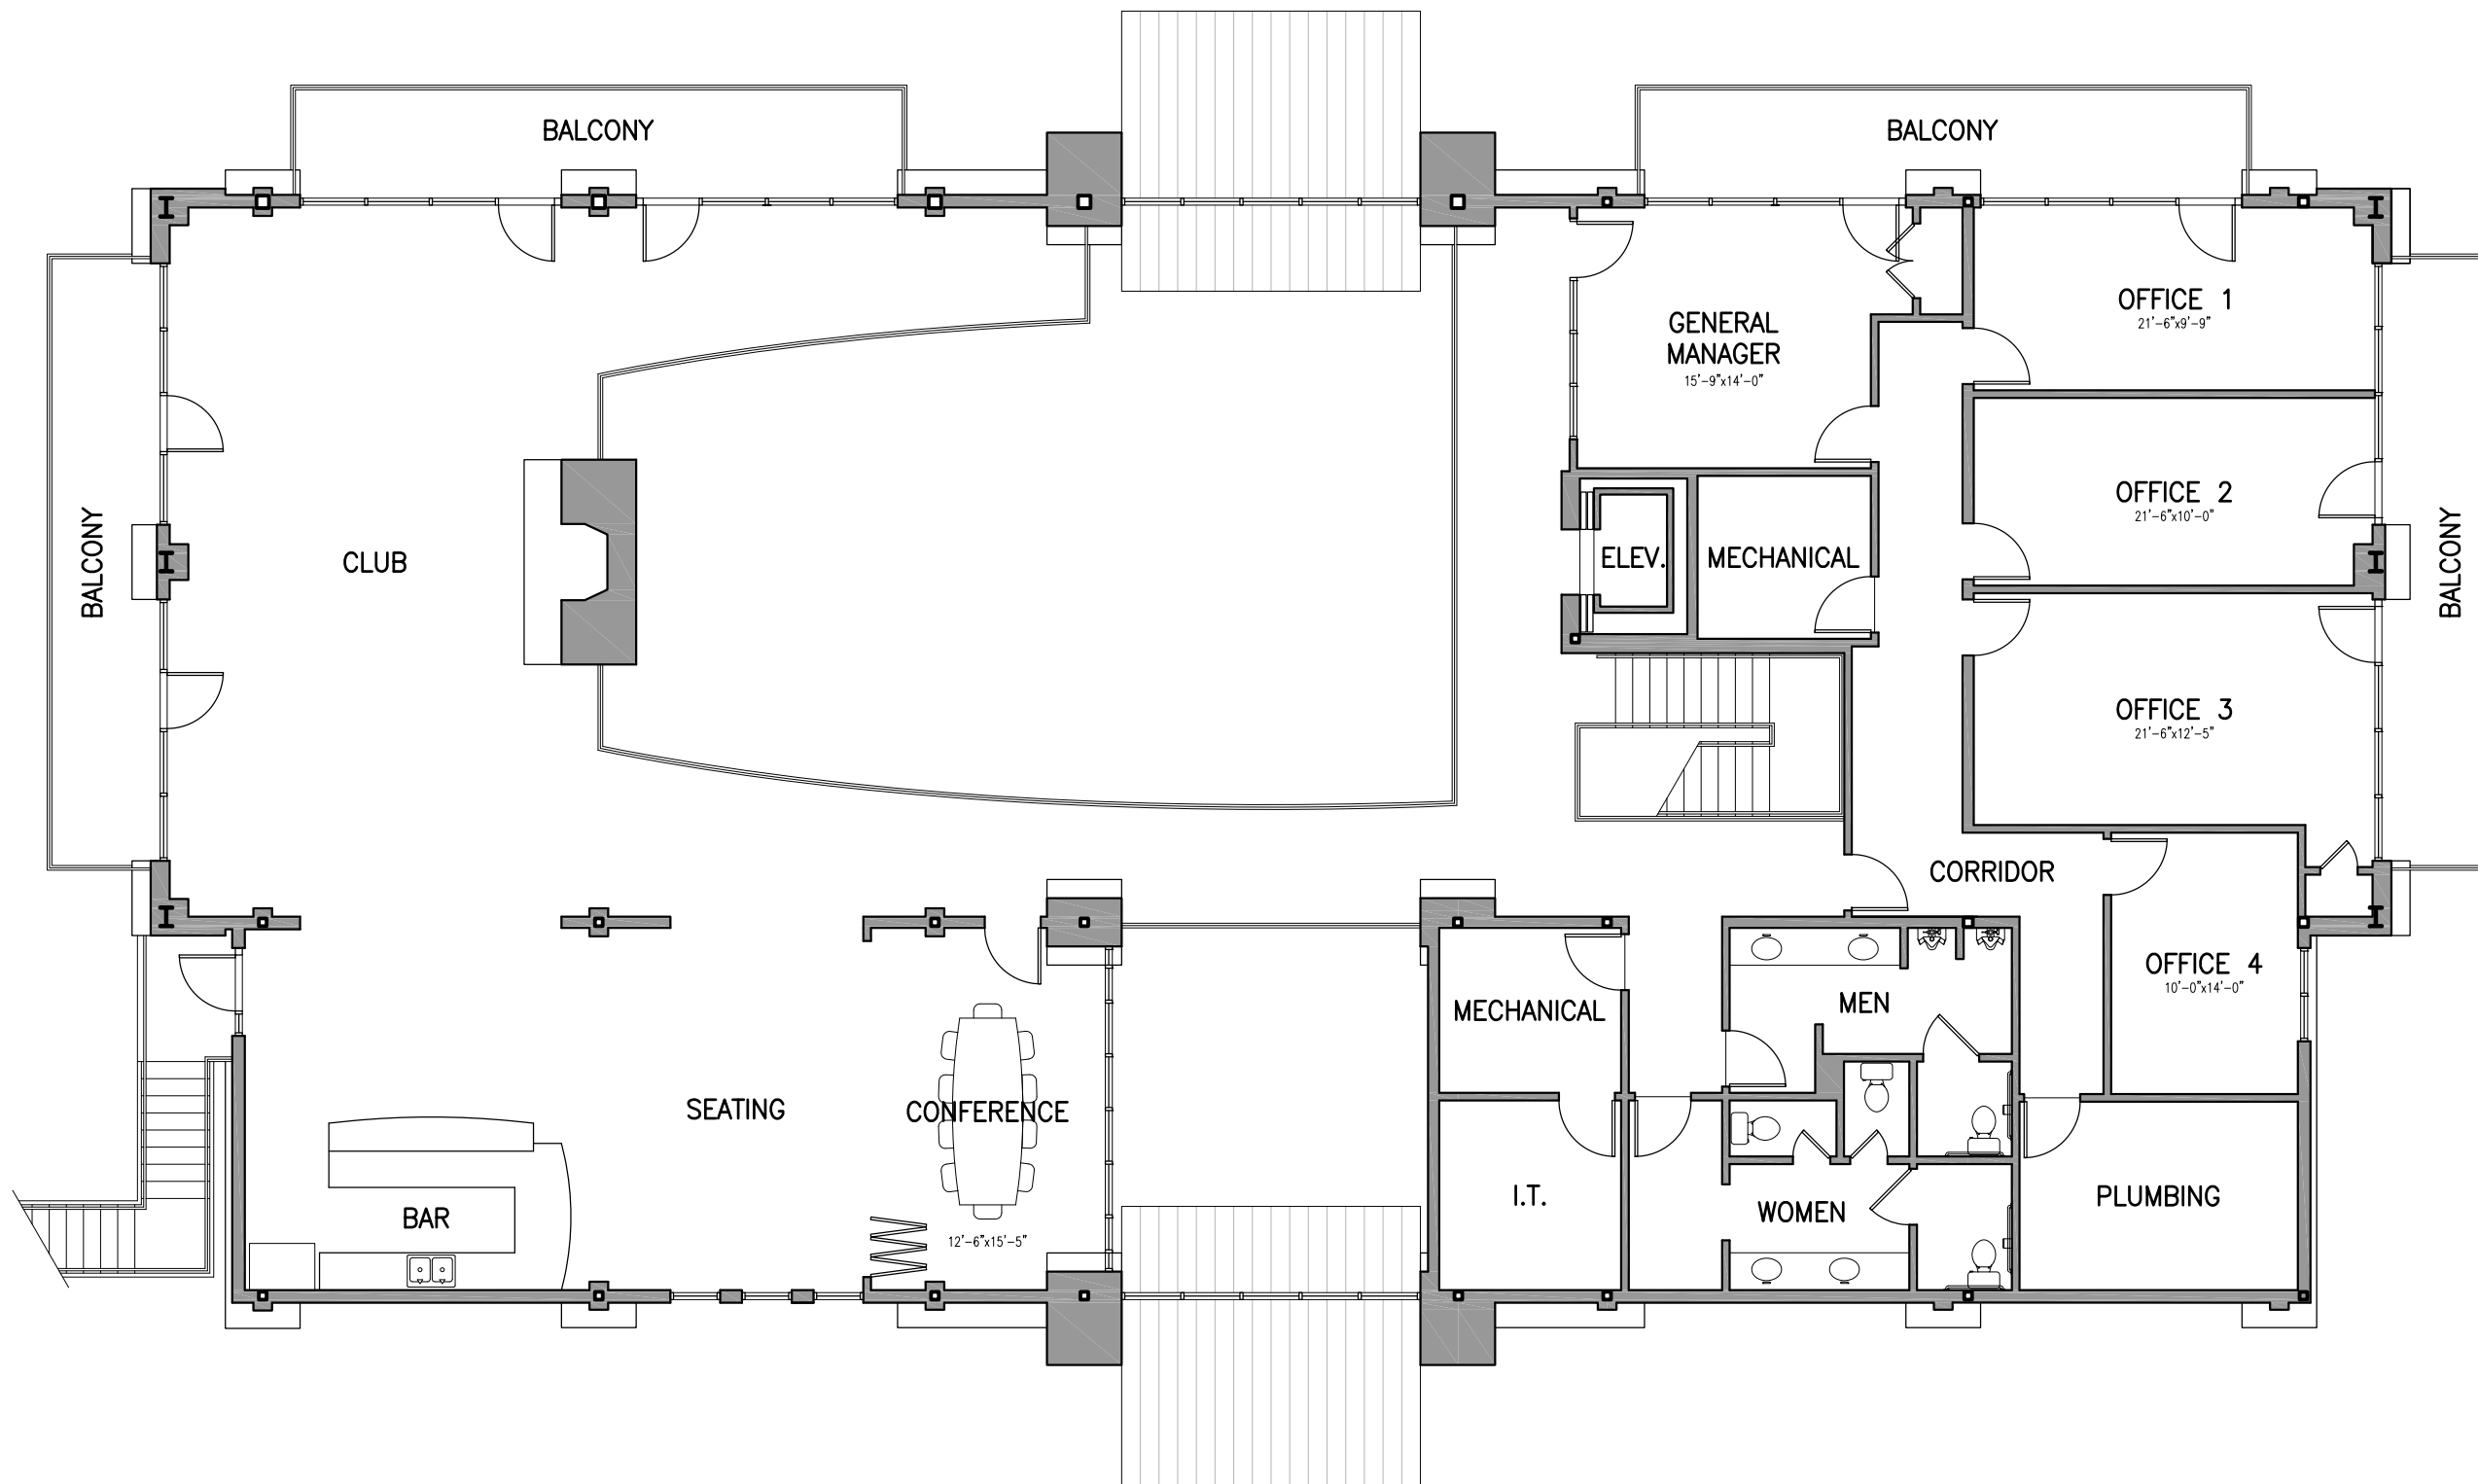 BALCONY
BALCONY
OFFICE 1
21'-6"x9'-9"
GENERAL
MANAGER
15'-9"x14'-0"
OFFICE 2
21'-6"x10'-0"
BALCONY
CLUB
ELEV.
MECHANICAL
BALCONY
OFFICE 3
21'-6"x12'-5"
CORRIDOR
OFFICE 4
10'-0"x14'-0"
MECHANICAL
MEN
SEATING
CONFERENCE
12'-6"x15'-5"
BAR
I.T.
WOMEN
PLUMBING